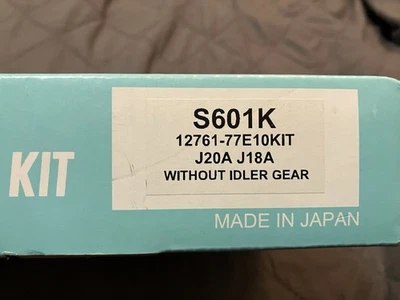 S601K
12761-77E10KIT
J20A J18A
WITHOUT IDLER GEAR
KIT
MADE IN JAPAN